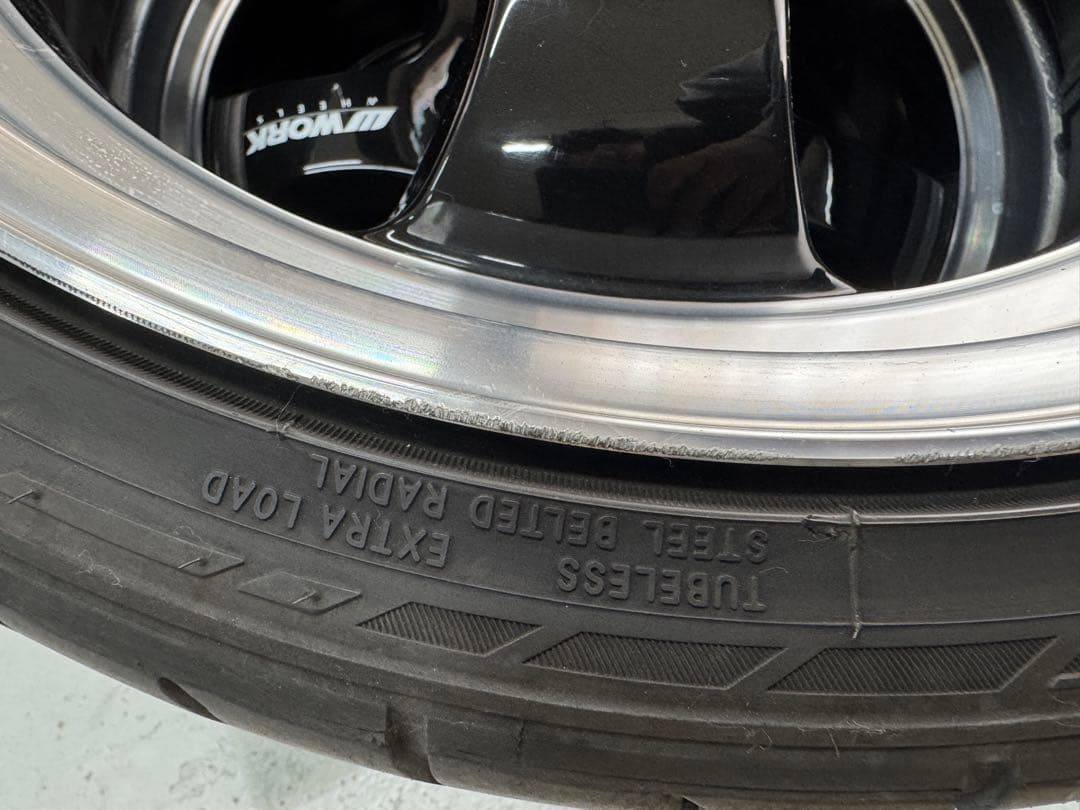 WORK
WHEELS
TUBELESS
STEEL BELTED RADIAL
EXTRA LOAD